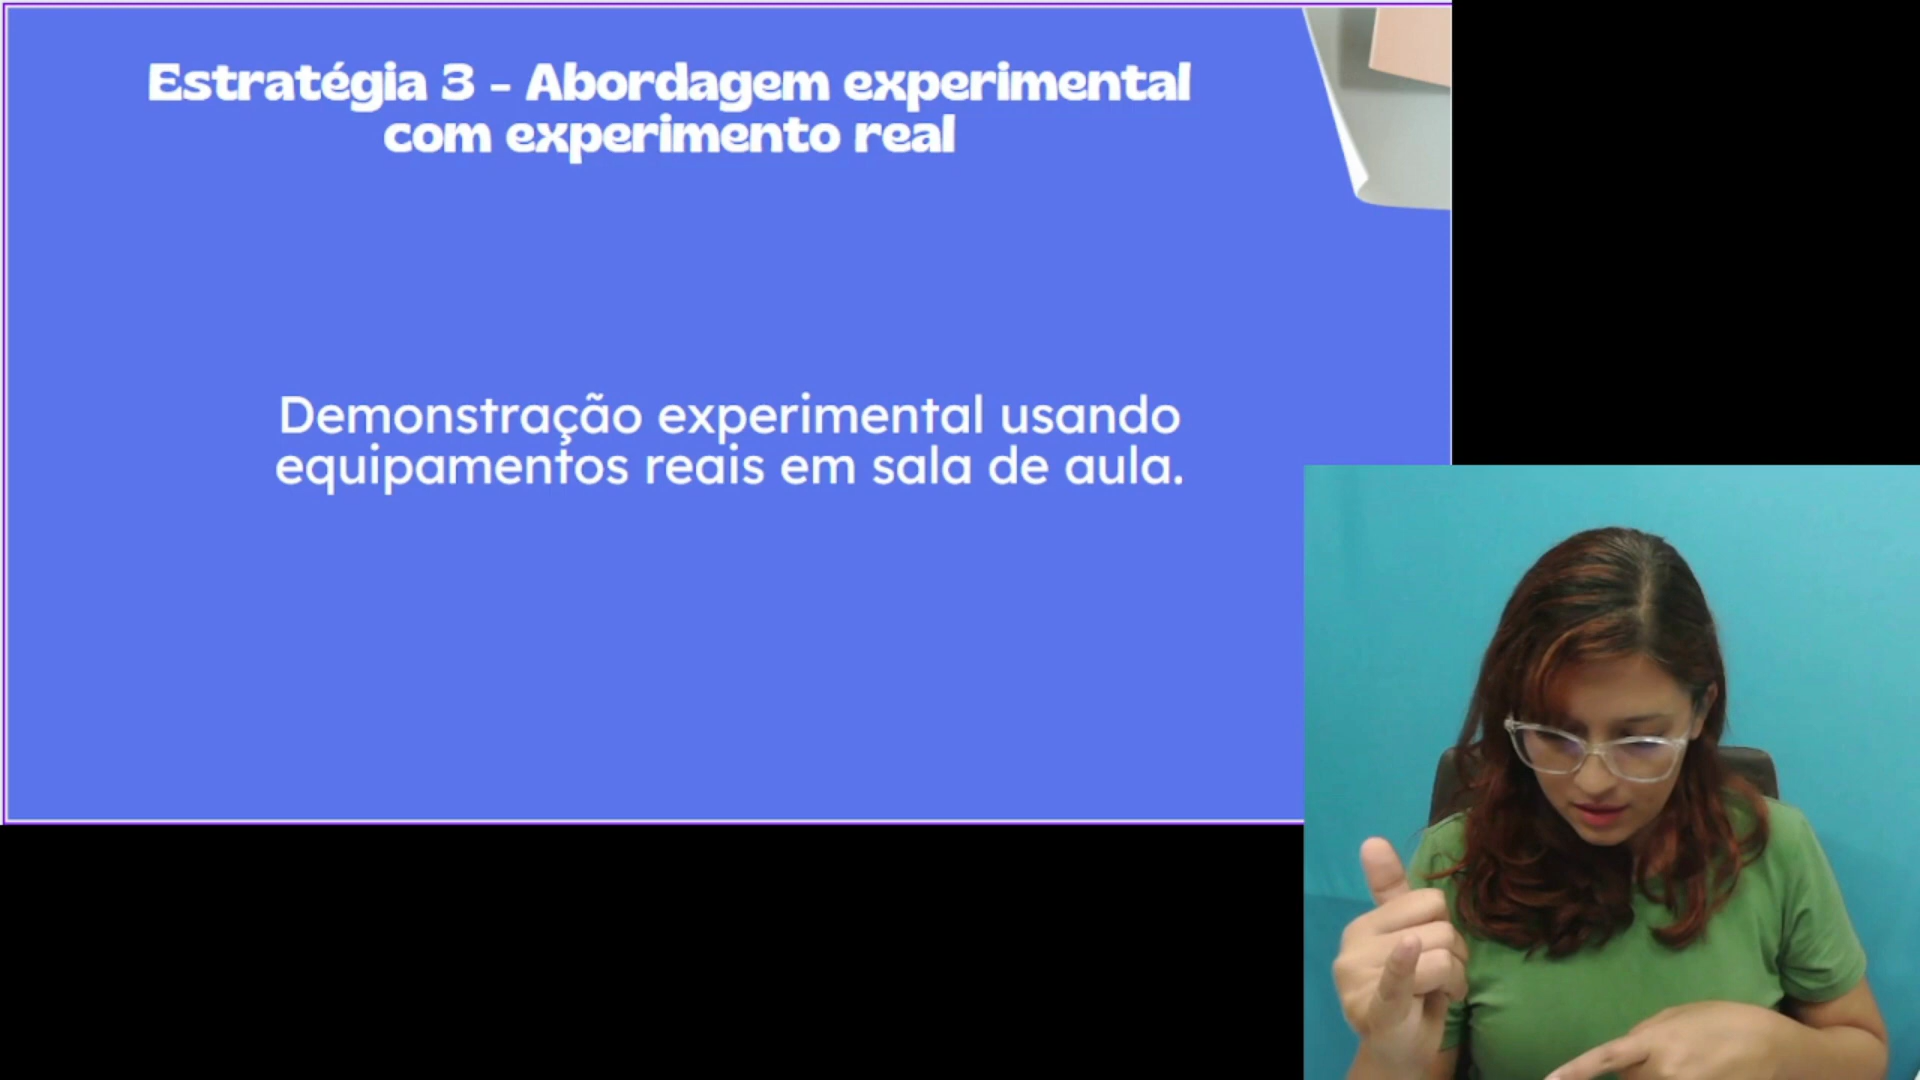 Estratégia 3 - Abordagem experimental
com experimento real
Demonstração experimental usando
equipamentos reais em sala de aula.